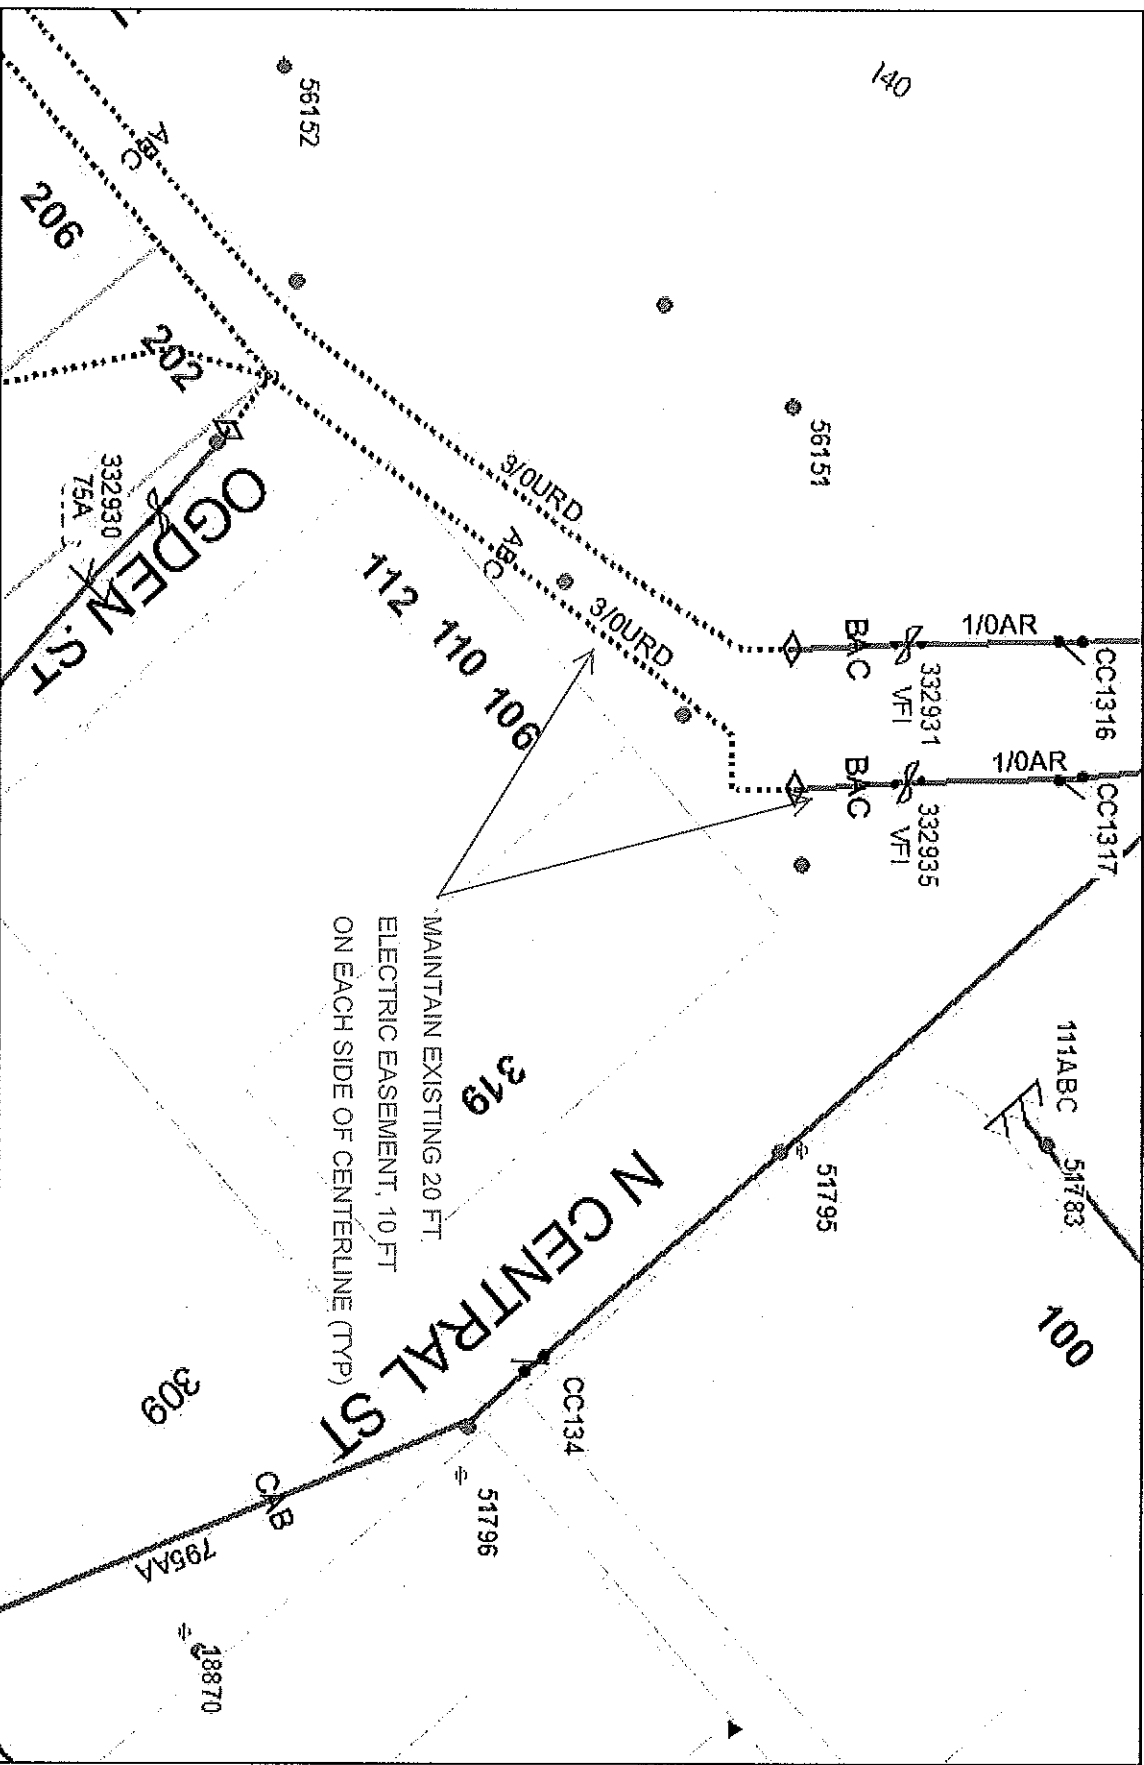 140
56152
ABC
206
202
56151
3/0URD
ABC
3/0URD
332930
75A
OGDEN ST
112 110 106
BAC
332931
VFI
1/0AR
CC1316
BAC
332935
VFI
1/0AR
CC1317
MAINTAIN EXISTING 20 FT.
ELECTRIC EASEMENT, 10 FT
ON EACH SIDE OF CENTERLINE (TYP)
319
N CENTRAL ST
111ABC
51783
51795
100
CC134
309
51796
CAB
795AA
18870